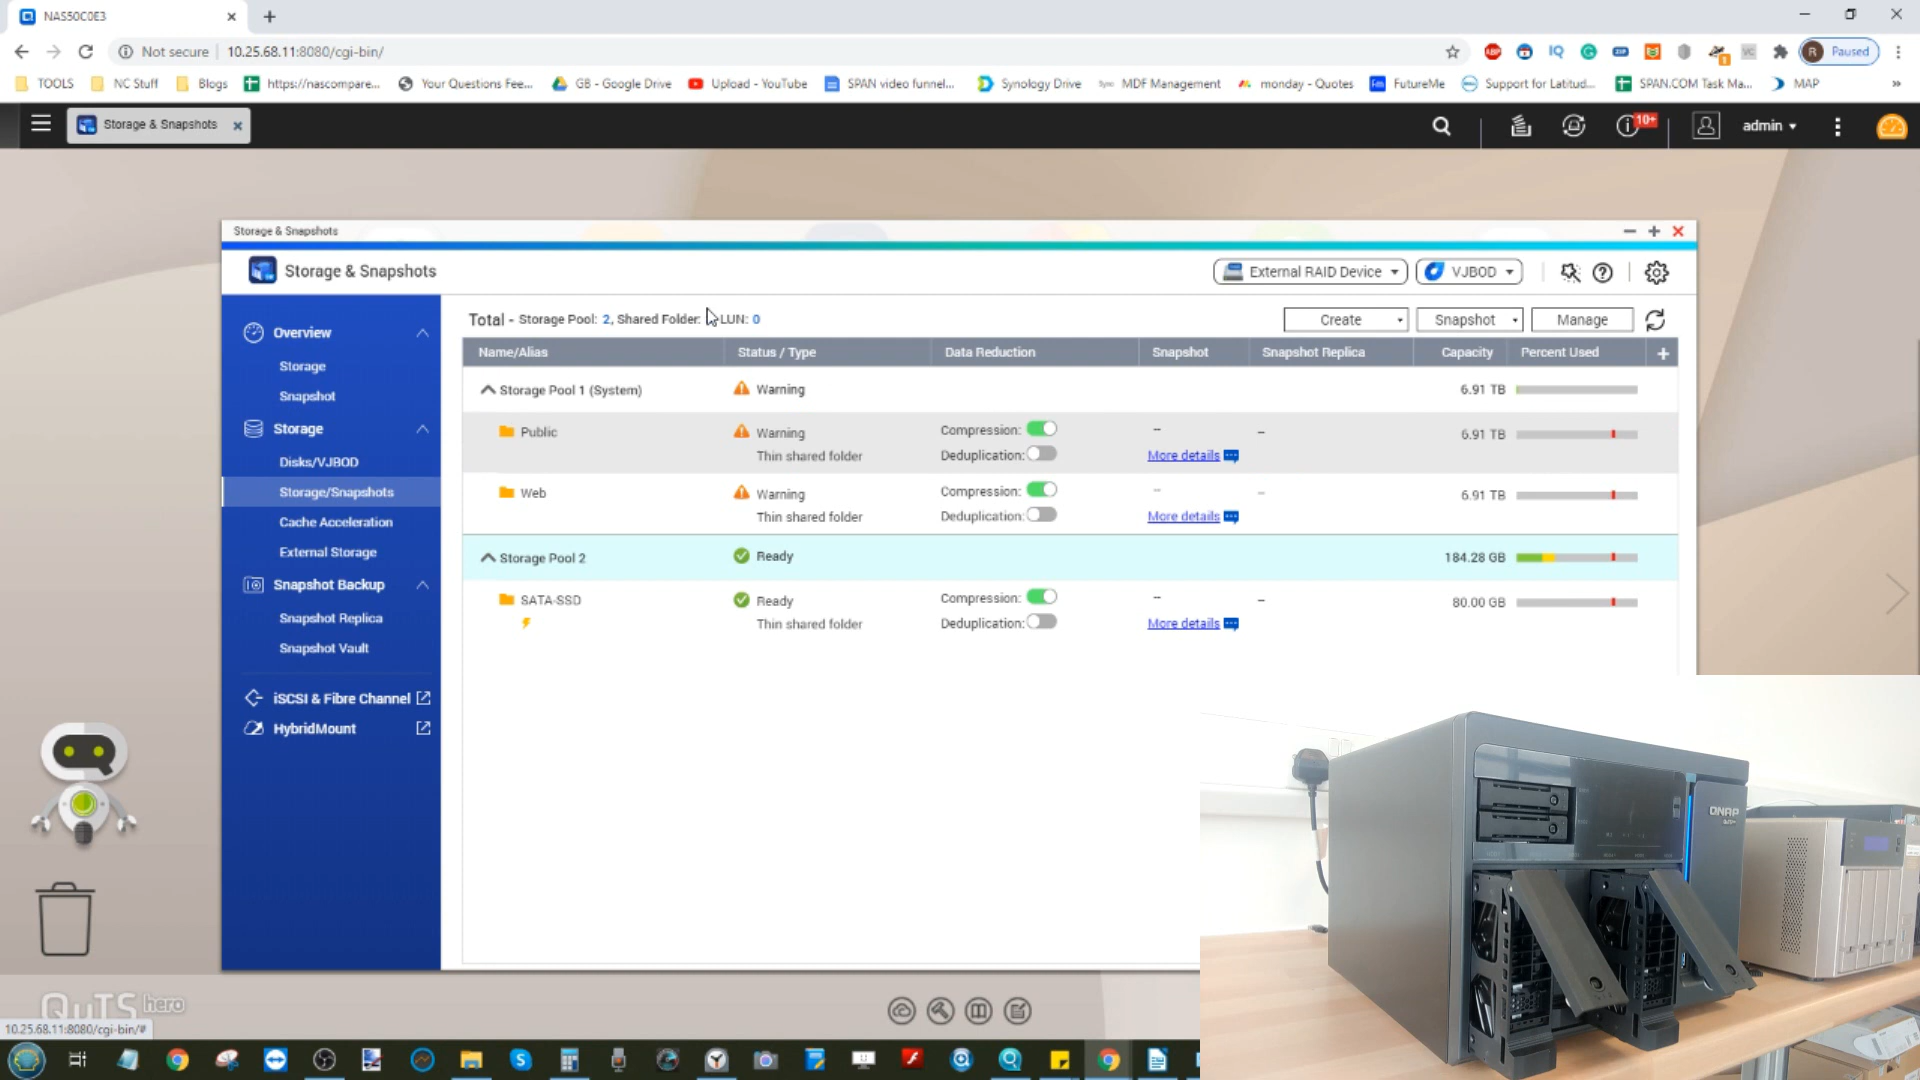 NAS50C0E3
Not secure
10.25.68.11:8080/cgi-bin/
Paused
TOOLS
NC Stuff
Blogs
https://nascompare...
Your Questions Fee...
GB - Google Drive
Upload - YouTube
SPAN video funnel...
Synology Drive
MDF Management
monday - Quotes
FutureMe
Support for Latitud...
SPAN.COM Task Ma...
MAP
»
Storage & Snapshots
10+
admin
Storage & Snapshots
Storage & Snapshots
External RAID Device
VJBOD
Overview
Storage
Snapshot
Storage
Disks/VJBOD
Storage/Snapshots
Cache Acceleration
External Storage
Snapshot Backup
Snapshot Replica
Snapshot Vault
iSCSI & Fibre Channel
HybridMount
Total - Storage Pool: 2, Shared Folder: LUN: 0
Create
Snapshot
Manage
Name/Alias Status / Type Data Reduction Snapshot Snapshot Replica Capacity Percent Used
Storage Pool 1 (System) Warning 6.91 TB
Public Warning Compression: -- -- 6.91 TB
Thin shared folder Deduplication: More details
Web Warning Compression: -- -- 6.91 TB
Thin shared folder Deduplication: More details
Storage Pool 2 Ready 184.28 GB
SATA-SSD Ready Compression: -- -- 80.00 GB
Thin shared folder Deduplication: More details
QNAP
QuTS hero
10.25.68.11:8080/cgi-bin/#